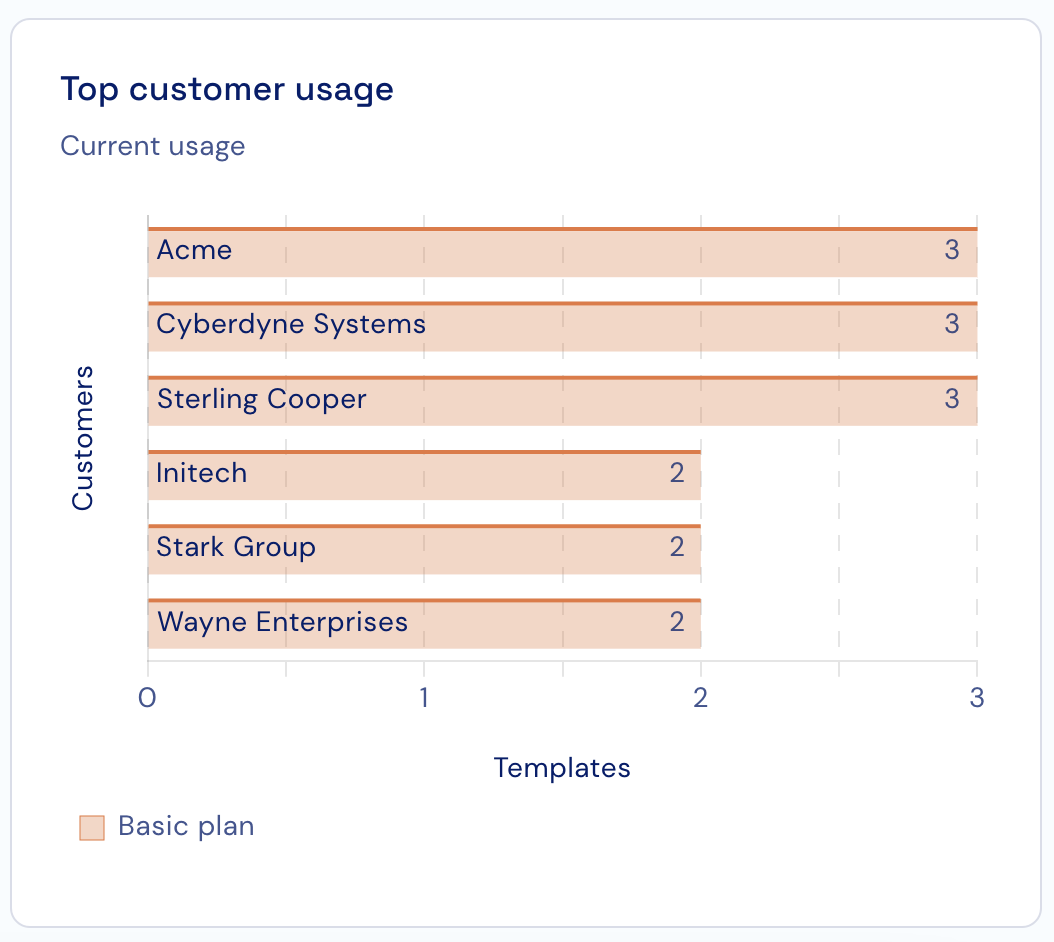 Top customer usage
Current usage
Customers
Acme 3
Cyberdyne Systems 3
Sterling Cooper 3
Initech 2
Stark Group 2
Wayne Enterprises 2
0 1 2 3
Templates
Basic plan